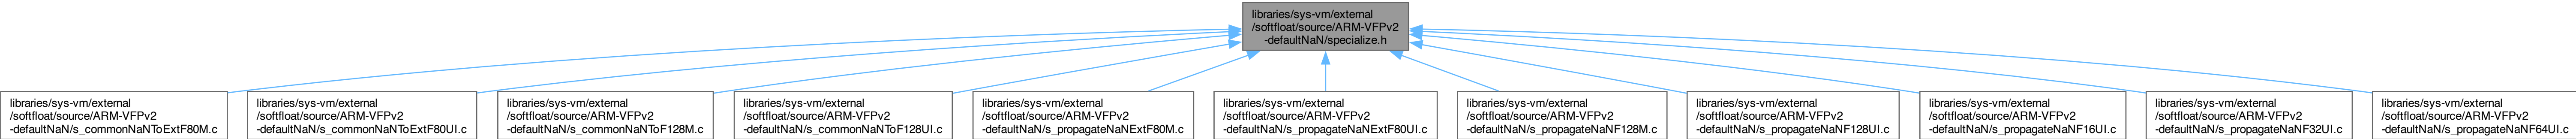 libraries/sys-vm/external
/softfloat/source/ARM-VFPv2
-defaultNaN/specialize.h
libraries/sys-vm/external
/softfloat/source/ARM-VFPv2
-defaultNaN/s_commonNaNToExtF80M.c
libraries/sys-vm/external
/softfloat/source/ARM-VFPv2
-defaultNaN/s_commonNaNToExtF80UI.c
libraries/sys-vm/external
/softfloat/source/ARM-VFPv2
-defaultNaN/s_commonNaNToF128M.c
libraries/sys-vm/external
/softfloat/source/ARM-VFPv2
-defaultNaN/s_commonNaNToF128UI.c
libraries/sys-vm/external
/softfloat/source/ARM-VFPv2
-defaultNaN/s_propagateNaNExtF80M.c
libraries/sys-vm/external
/softfloat/source/ARM-VFPv2
-defaultNaN/s_propagateNaNExtF80UI.c
libraries/sys-vm/external
/softfloat/source/ARM-VFPv2
-defaultNaN/s_propagateNaNF128M.c
libraries/sys-vm/external
/softfloat/source/ARM-VFPv2
-defaultNaN/s_propagateNaNF128UI.c
libraries/sys-vm/external
/softfloat/source/ARM-VFPv2
-defaultNaN/s_propagateNaNF16UI.c
libraries/sys-vm/external
/softfloat/source/ARM-VFPv2
-defaultNaN/s_propagateNaNF32UI.c
libraries/sys-vm/external
/softfloat/source/ARM-VFPv2
-defaultNaN/s_propagateNaNF64UI.c